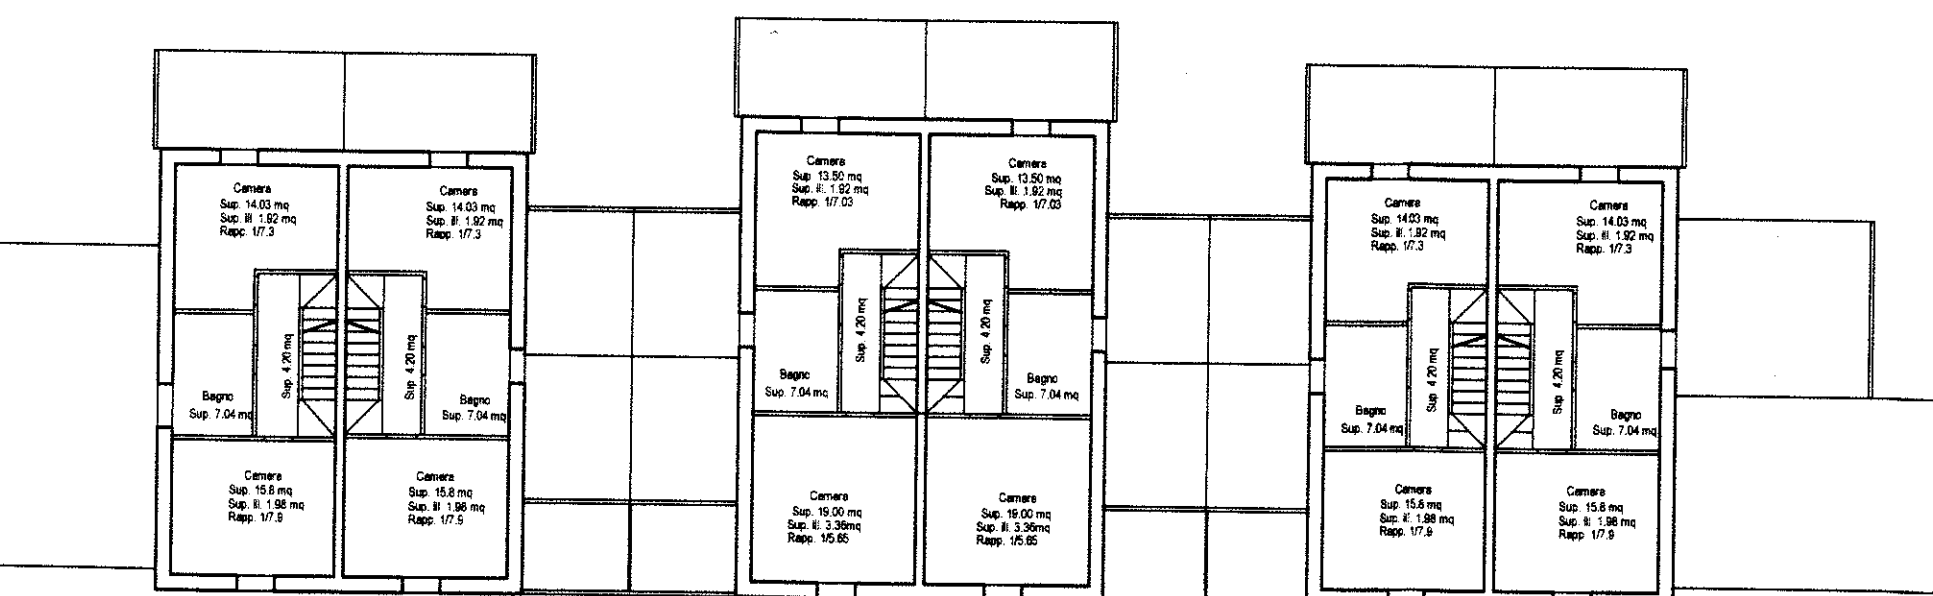 Camera
Sup. 14.03 mq
Sup. ill. 1.92 mq
Rapp. 1/7.3
Camera
Sup. 14.03 mq
Sup. ill. 1.92 mq
Rapp. 1/7.3
Sup. 4.20 mq
Sup. 4.20 mq
Bagno
Sup. 7.04 mq
Bagno
Sup. 7.04 mq
Camera
Sup. 15.8 mq
Sup. ill. 1.98 mq
Rapp. 1/7.9
Camera
Sup. 15.8 mq
Sup. ill. 1.98 mq
Rapp. 1/7.9
Camera
Sup. 13.50 mq
Sup. ill. 1.92 mq
Rapp. 1/7.03
Camera
Sup. 13.50 mq
Sup. ill. 1.92 mq
Rapp. 1/7.03
Sup. 4.20 mq
Sup. 4.20 mq
Bagno
Sup. 7.04 mq
Bagno
Sup. 7.04 mq
Camera
Sup. 19.00 mq
Sup. ill. 3.36mq
Rapp. 1/5.65
Camera
Sup. 19.00 mq
Sup. ill. 3.36mq
Rapp. 1/5.65
Camera
Sup. 14.03 mq
Sup. ill. 1.92 mq
Rapp. 1/7.3
Camera
Sup. 14.03 mq
Sup. ill. 1.92 mq
Rapp. 1/7.3
Sup. 4.20 mq
Sup. 4.20 mq
Bagno
Sup. 7.04 mq
Bagno
Sup. 7.04 mq
Camera
Sup. 15.8 mq
Sup. ill. 1.98 mq
Rapp. 1/7.9
Camera
Sup. 15.8 mq
Sup. ill. 1.98 mq
Rapp. 1/7.9